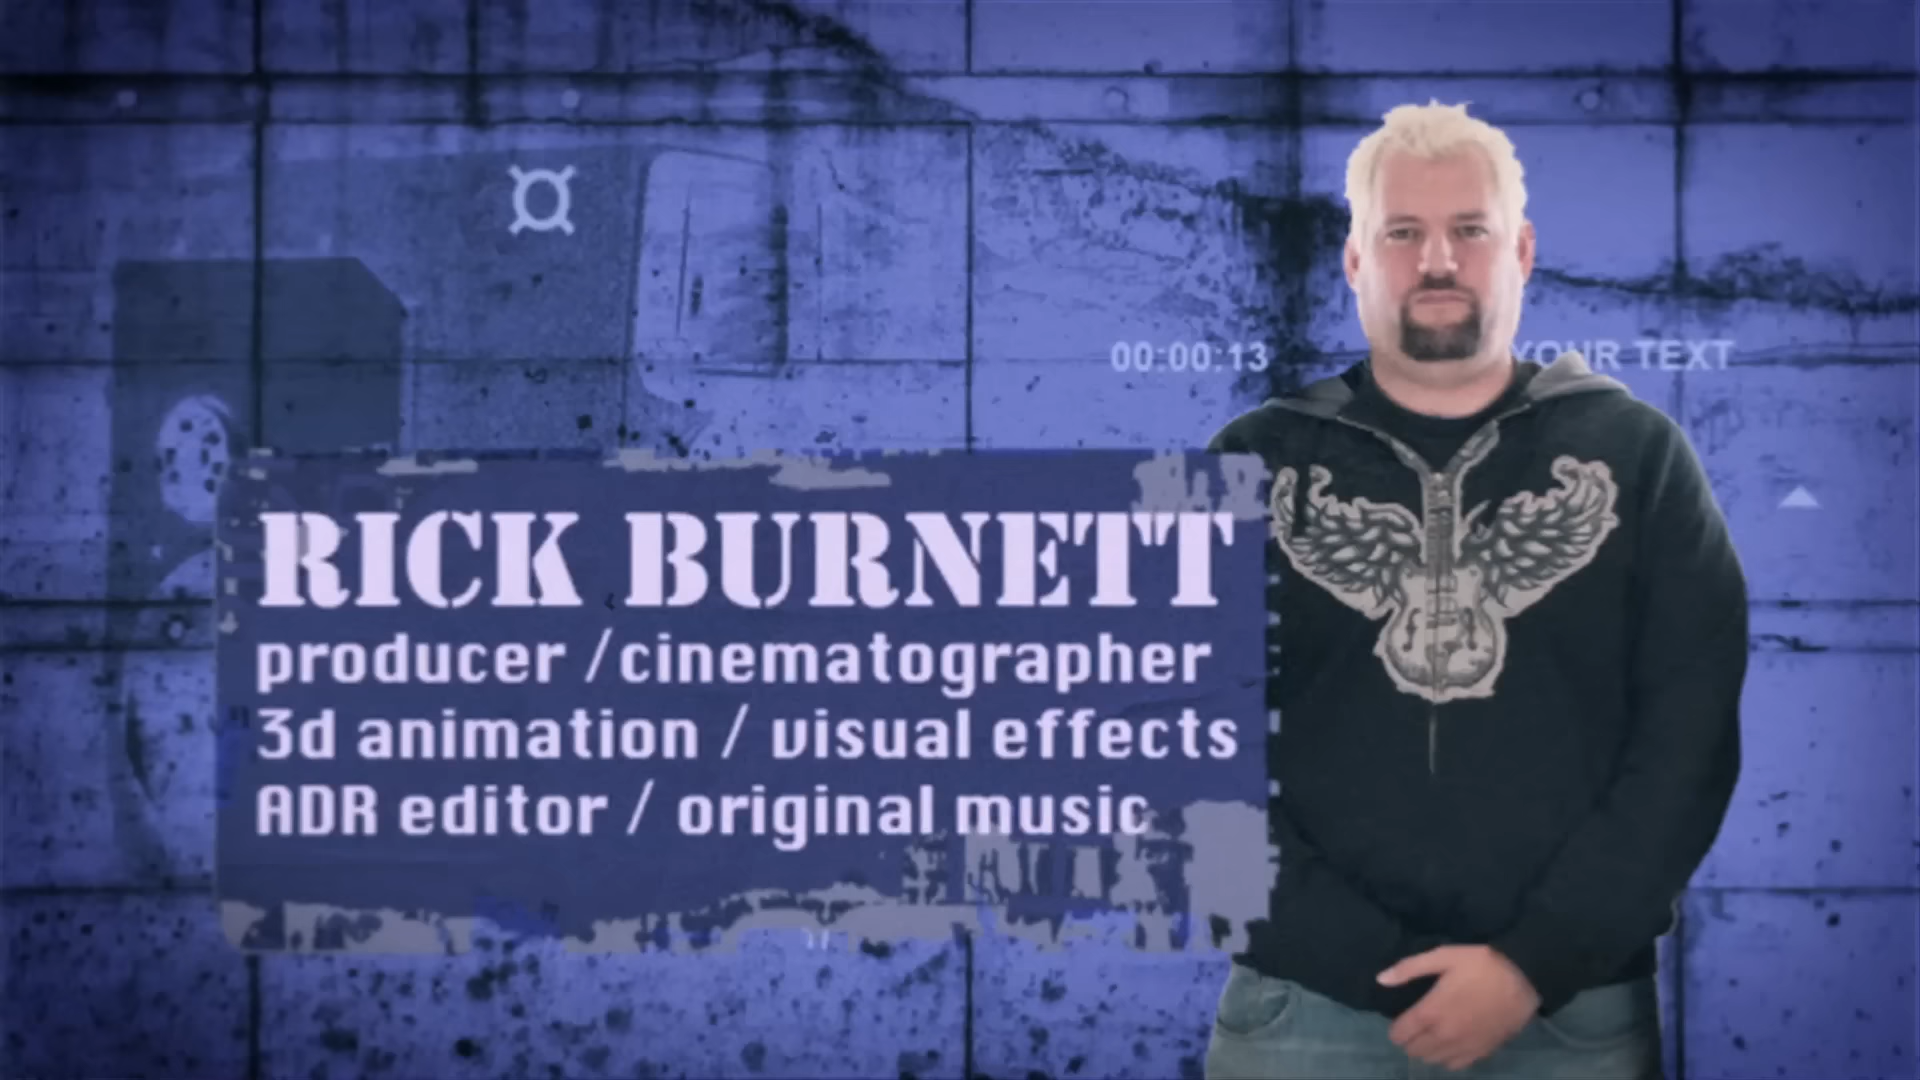 00:00:13
YOUR TEXT
RICK BURNETT
producer / cinematographer
3d animation / visual effects
ADR editor / original music